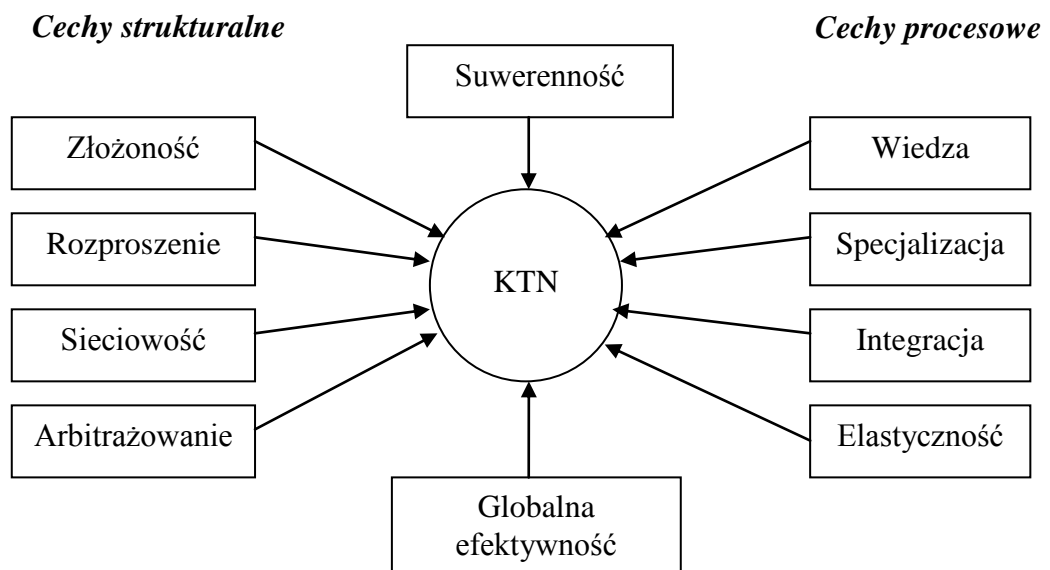 Cechy strukturalne
Cechy procesowe
Suwerenność
Złożoność
Wiedza
Rozproszenie
Specjalizacja
KTN
Sieciowość
Integracja
Arbitrażowanie
Elastyczność
Globalna
efektywność